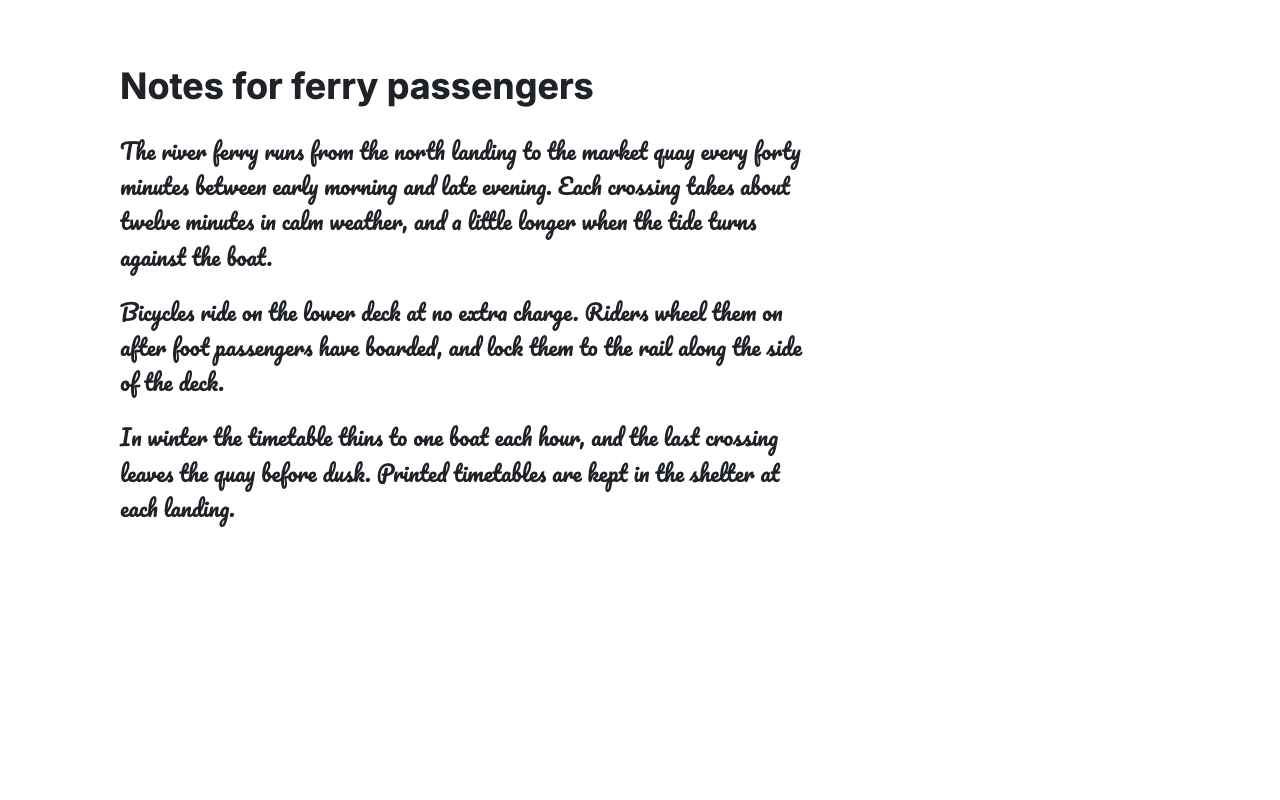 Notes for ferry passengers
The river ferry runs from the north landing to the market quay every forty
minutes between early morning and late evening. Each crossing takes about
twelve minutes in calm weather, and a little longer when the tide turns
against the boat.
Bicycles ride on the lower deck at no extra charge. Riders wheel them on
after foot passengers have boarded, and lock them to the rail along the side
of the deck.
In winter the timetable thins to one boat each hour, and the last crossing
leaves the quay before dusk. Printed timetables are kept in the shelter at
each landing.